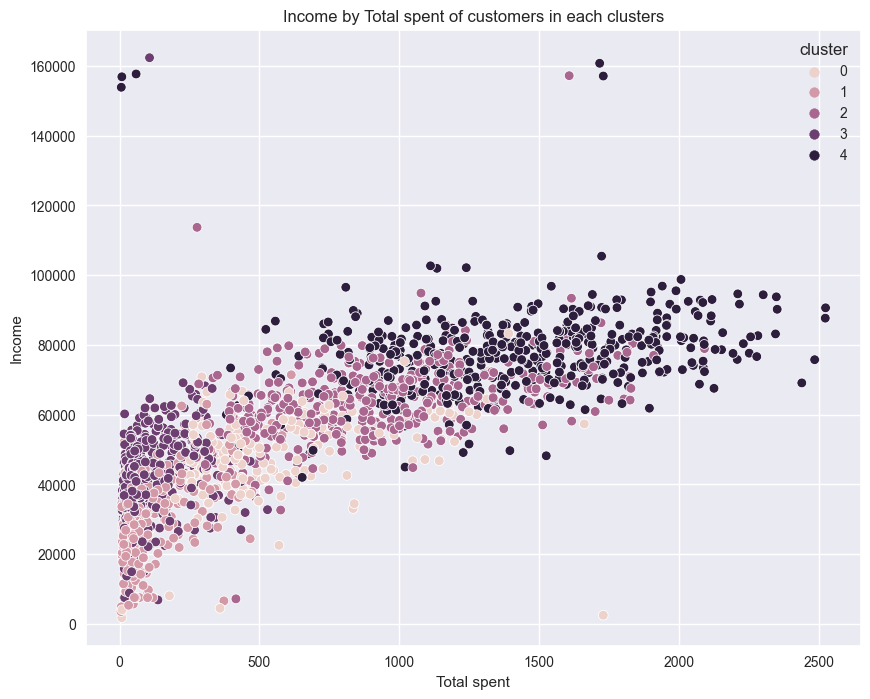 Income by Total spent of customers in each clusters
cluster
0
1
2
3
4
160000
140000
120000
100000
80000
60000
40000
20000
0
Income
0 500 1000 1500 2000 2500
Total spent